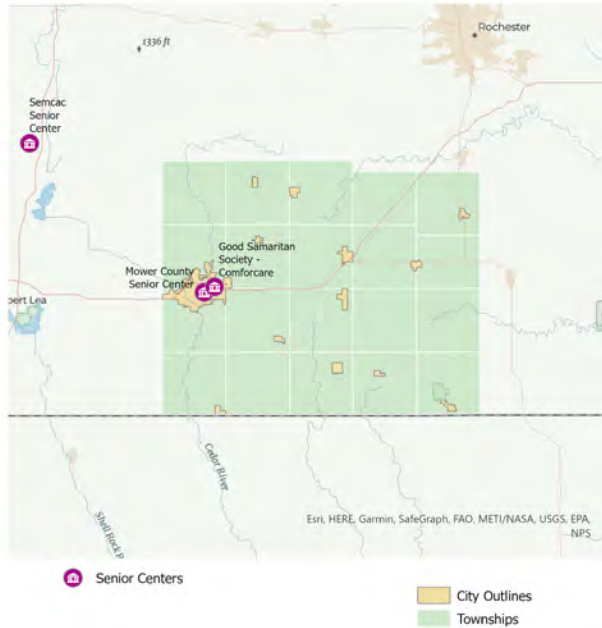 Rochester
1336 ft
Semcac
Senior
Center
Good Samaritan
Society -
Comforcare
Mower County
Senior Center
bert Lea
Cedar River
Shell Rock R
Esri, HERE, Garmin, SafeGraph, FAO, METI/NASA, USGS, EPA,
NPS
Senior Centers
City Outlines
Townships